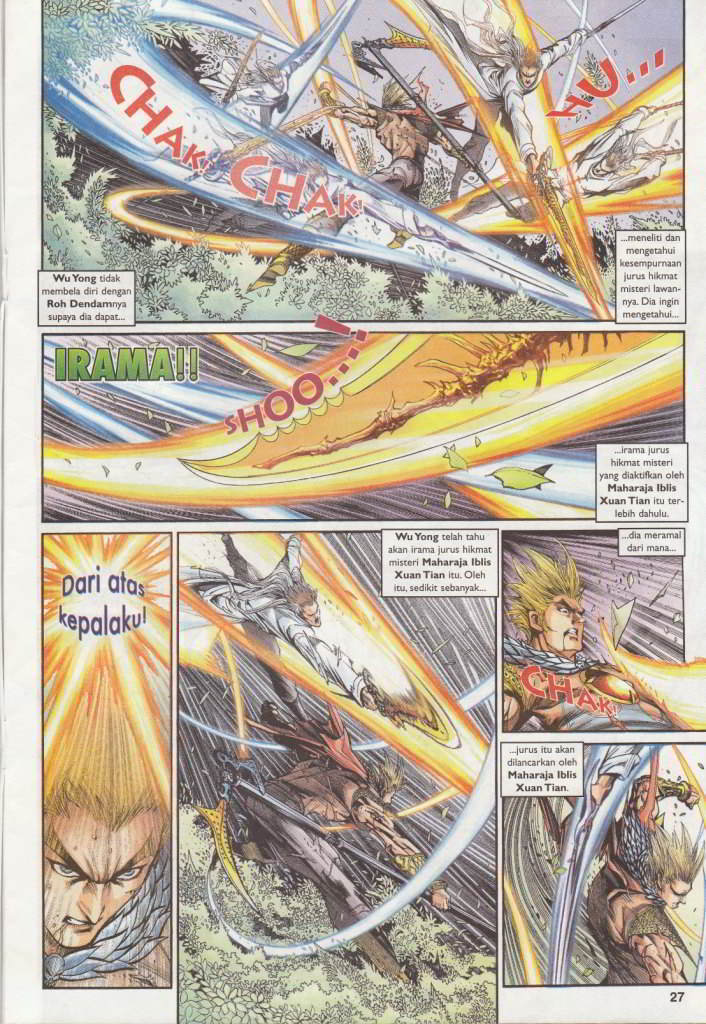 CHAK!
CHAK!
AU...
Wu Yong tidak
membela diri dengan
Roh Dendamnya
supaya dia dapat...
...meneliti dan
mengetahui
kesempurnaan
jurus hikmat
misteri lawan-
nya. Dia ingin
mengetahui...
IRAMA!!
SHOO...!
...irama jurus
hikmat misteri
yang diaktifkan oleh
Maharaja Iblis
Xuan Tian itu ter-
lebih dahulu.
Dari atas
kepalaku!
Wu Yong telah tahu
akan irama jurus hikmat
misteri Maharaja Iblis
Xuan Tian itu. Oleh
itu, sedikit sebanyak...
...dia meramal
dari mana...
CHAK!
...jurus itu akan
dilancarkan oleh
Maharaja Iblis
Xuan Tian.
27